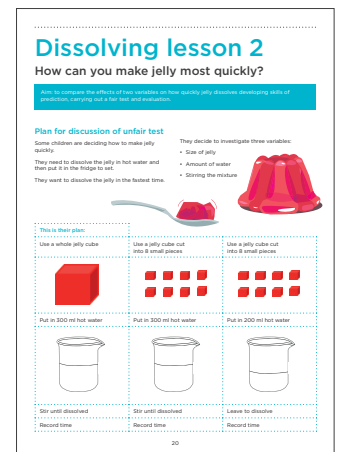 Dissolving lesson 2
How can you make jelly most quickly?
Aim: to compare the effects of two variables on how quickly jelly dissolves developing skills of
prediction, carrying out a fair test and evaluation.
Plan for discussion of unfair test
Some children are deciding how to make jelly
quickly.
They need to dissolve the jelly in hot water and
then put it in the fridge to set.
They want to dissolve the jelly in the fastest time.
They decide to investigate three variables:
• Size of jelly
• Amount of water
• Stirring the mixture
This is their plan:
Use a whole jelly cube
Use a jelly cube cut
into 8 small pieces
Use a jelly cube cut
into 8 small pieces
Put in 300 ml hot water
Put in 300 ml hot water
Put in 200 ml hot water
Stir until dissolved
Stir until dissolved
Leave to dissolve
Record time
Record time
Record time
20